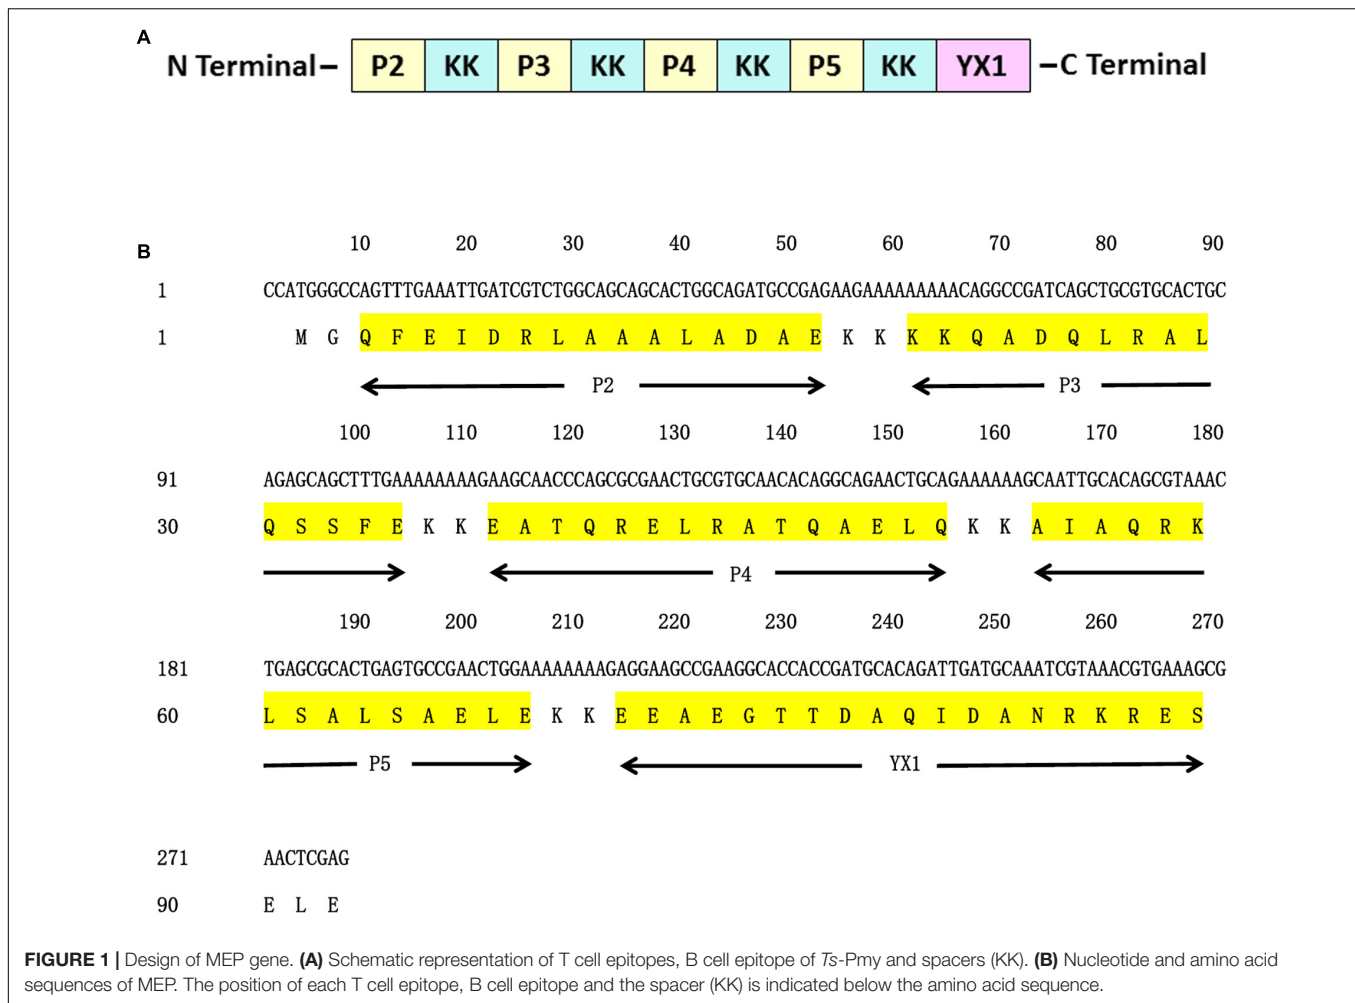 A
N Terminal– P2 KK P3 KK P4 KK P5 KK YX1 –C Terminal
B
10 20 30 40 50 60 70 80 90
1 CCATGGGCCAGTTTGAAATTGATCGTCTGGCAGCAGCACTGGCAGATGCCGAGAAGAAAAAAAAACAGGCCGATCAGCTGCGTGCACTGC
1 M G Q F E I D R L A A A L A D A E K K K K Q A D Q L R A L
P2 P3
100 110 120 130 140 150 160 170 180
91 AGAGCAGCTTTGAAAAAAAAGAAGCAACCCAGCGCGAACTGCGTGCAACACAGGCAGAACTGCAGAAAAAAGCAATTGCACAGCGTAAAC
30 Q S S F E K K E A T Q R E L R A T Q A E L Q K K A I A Q R K
P4
190 200 210 220 230 240 250 260 270
181 TGAGCGCACTGAGTGCCGAACTGGAAAAAAAAGAGGAAGCCGAAGGCACCACCGATGCACAGATTGATGCAAATCGTAAACGTGAAAGCG
60 L S A L S A E L E K K E E A E G T T D A Q I D A N R K R E S
P5 YX1
271 AACTCGAG
90 E L E
FIGURE 1 | Design of MEP gene. (A) Schematic representation of T cell epitopes, B cell epitope of Ts-Pmy and spacers (KK). (B) Nucleotide and amino acid
sequences of MEP. The position of each T cell epitope, B cell epitope and the spacer (KK) is indicated below the amino acid sequence.